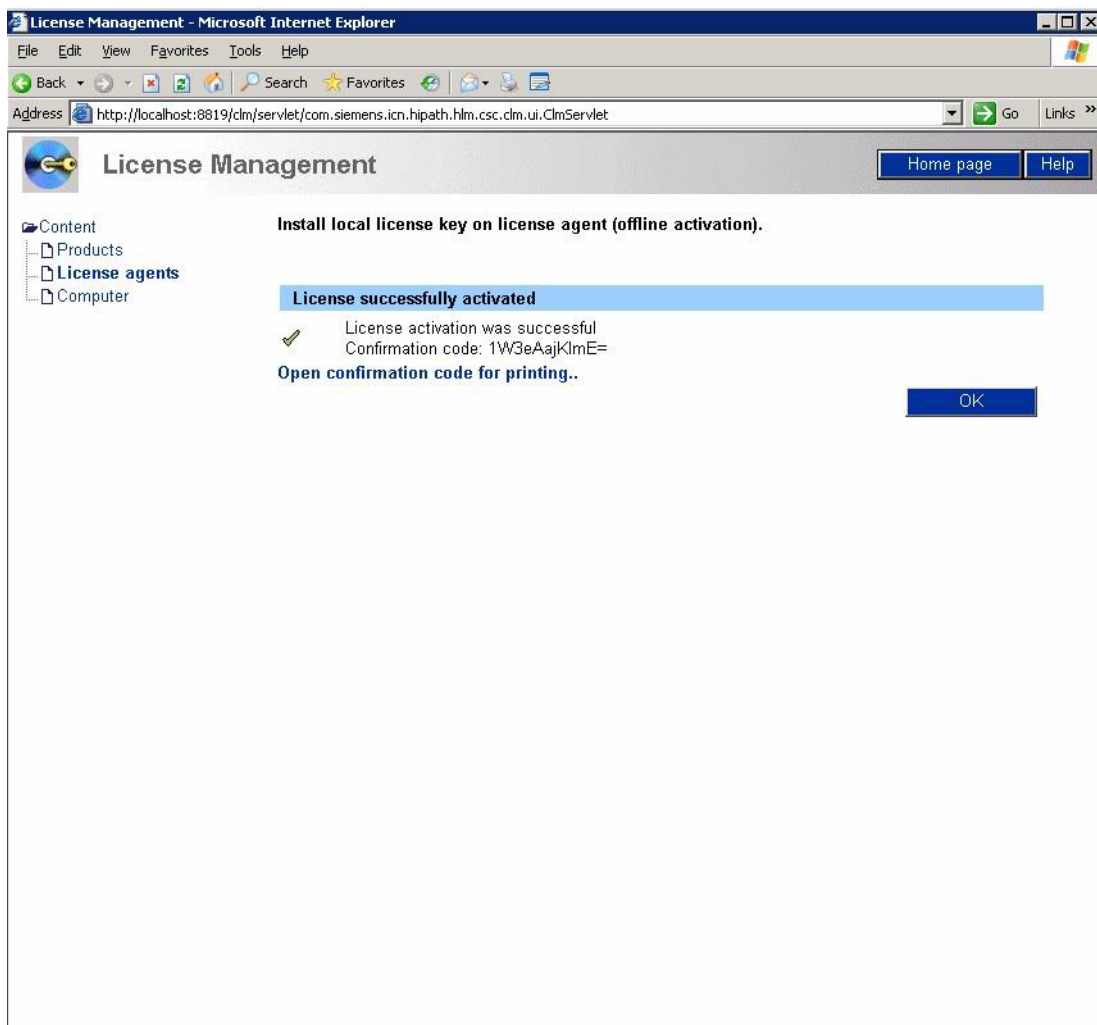 License Management - Microsoft Internet Explorer
File Edit View Favorites Tools Help
Back Search Favorites
Address http://localhost:8819/clm/servlet/com.siemens.icn.hipath.hlm.csc.clm.ui.ClmServlet Go Links »
License Management Home page Help
Content
Products
License agents
Computer
Install local license key on license agent (offline activation).
License successfully activated
License activation was successful
Confirmation code: 1W3eAajKlmE=
Open confirmation code for printing..
OK